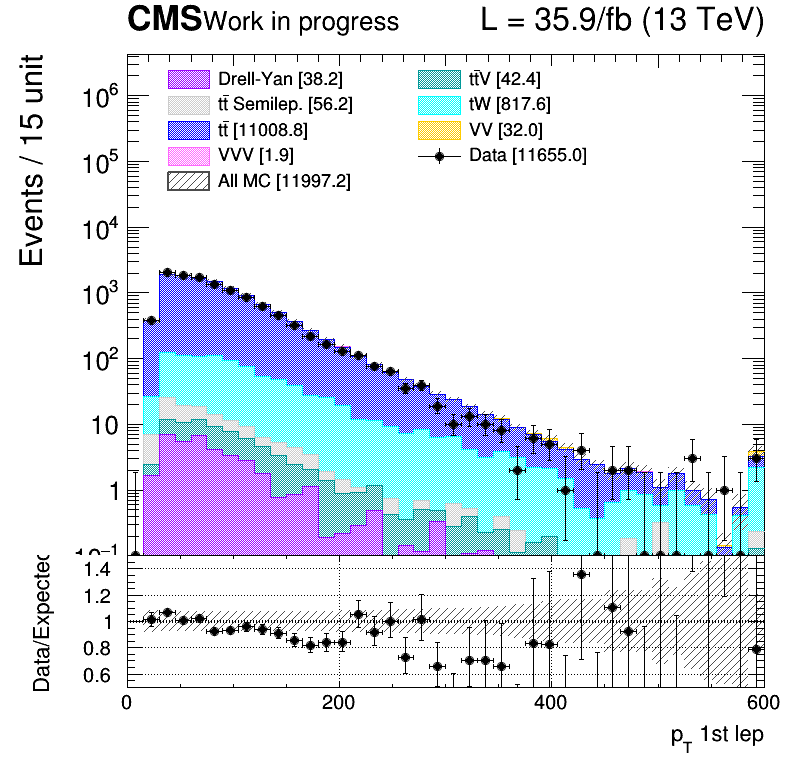 CMS Work in progress L = 35.9/fb (13 TeV)
Events / 15 unit
Drell-Yan [38.2] tt̄V [42.4]
tt̄ Semilep. [56.2] tW [817.6]
tt̄ [11008.8] VV [32.0]
VVV [1.9] Data [11655.0]
All MC [11997.2]
10⁶
10⁵
10⁴
10³
10²
10
1
10⁻¹
Data/Expected
1.4
1.2
1
0.8
0.6
0 200 400 600
p_T 1st lep